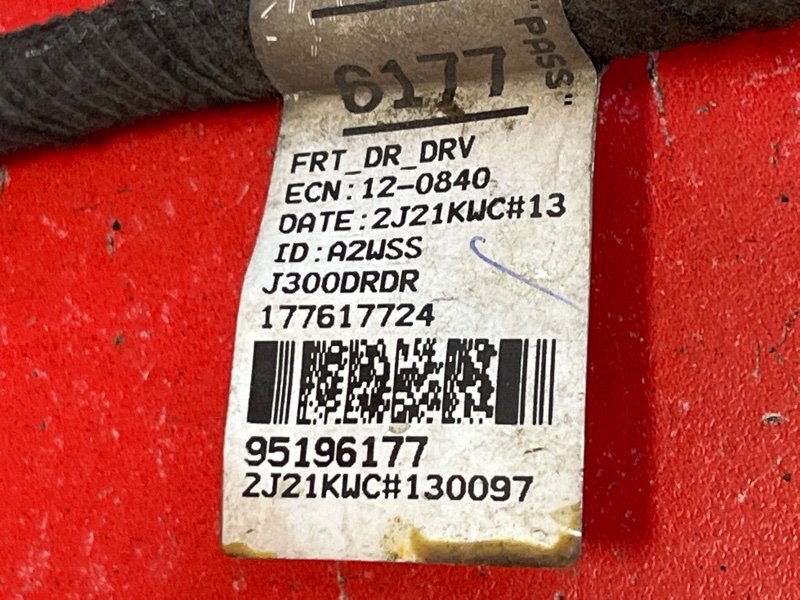 6177
"PASS"
FRT_DR_DRV
ECN:12-0840
DATE:2J21KWC#13
ID:A2WSS
J300DRDR
177617724
95196177
2J21KWC#130097